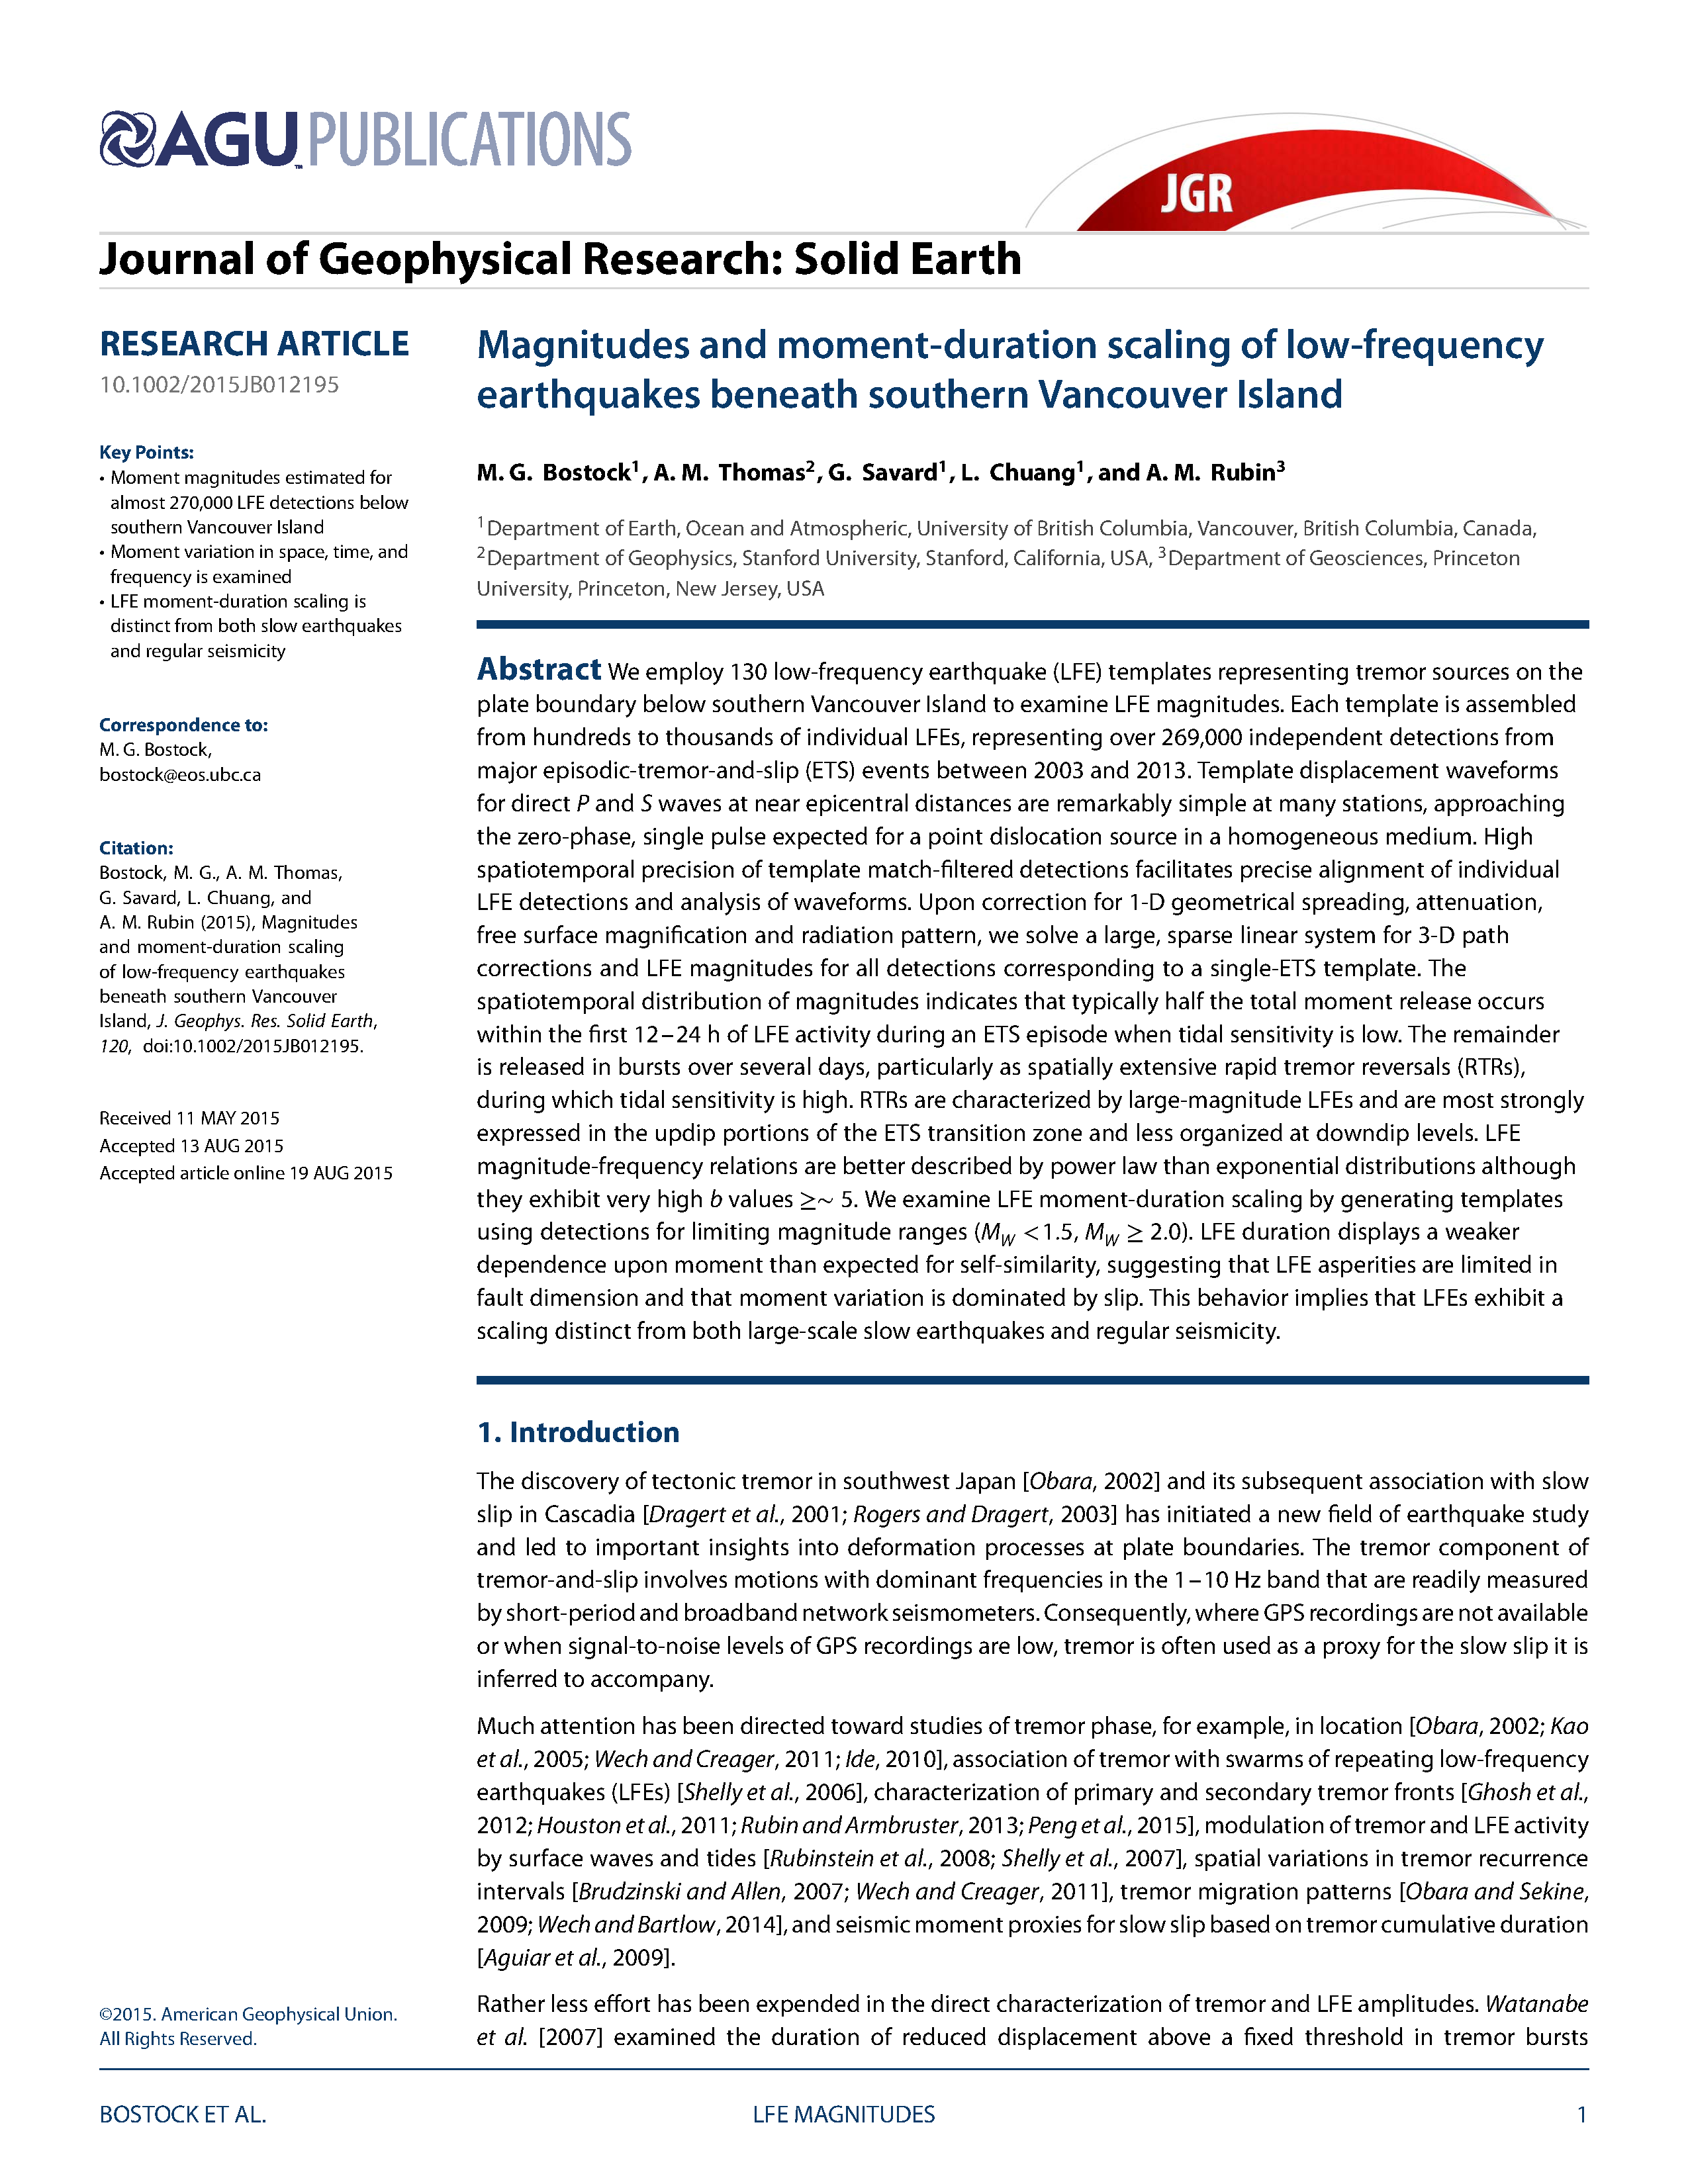 AGU PUBLICATIONS
JGR
Journal of Geophysical Research: Solid Earth
RESEARCH ARTICLE
10.1002/2015JB012195
Key Points:
• Moment magnitudes estimated for
almost 270,000 LFE detections below
southern Vancouver Island
• Moment variation in space, time, and
frequency is examined
• LFE moment-duration scaling is
distinct from both slow earthquakes
and regular seismicity
Correspondence to:
M. G. Bostock,
bostock@eos.ubc.ca
Citation:
Bostock, M. G., A. M. Thomas,
G. Savard, L. Chuang, and
A. M. Rubin (2015), Magnitudes
and moment-duration scaling
of low-frequency earthquakes
beneath southern Vancouver
Island, J. Geophys. Res. Solid Earth,
120, doi:10.1002/2015JB012195.
Received 11 MAY 2015
Accepted 13 AUG 2015
Accepted article online 19 AUG 2015
©2015. American Geophysical Union.
All Rights Reserved.
Magnitudes and moment-duration scaling of low-frequency
earthquakes beneath southern Vancouver Island
M. G. Bostock1, A. M. Thomas2, G. Savard1, L. Chuang1, and A. M. Rubin3
1Department of Earth, Ocean and Atmospheric, University of British Columbia, Vancouver, British Columbia, Canada,
2Department of Geophysics, Stanford University, Stanford, California, USA, 3Department of Geosciences, Princeton
University, Princeton, New Jersey, USA
Abstract We employ 130 low-frequency earthquake (LFE) templates representing tremor sources on the
plate boundary below southern Vancouver Island to examine LFE magnitudes. Each template is assembled
from hundreds to thousands of individual LFEs, representing over 269,000 independent detections from
major episodic-tremor-and-slip (ETS) events between 2003 and 2013. Template displacement waveforms
for direct P and S waves at near epicentral distances are remarkably simple at many stations, approaching
the zero-phase, single pulse expected for a point dislocation source in a homogeneous medium. High
spatiotemporal precision of template match-filtered detections facilitates precise alignment of individual
LFE detections and analysis of waveforms. Upon correction for 1-D geometrical spreading, attenuation,
free surface magnification and radiation pattern, we solve a large, sparse linear system for 3-D path
corrections and LFE magnitudes for all detections corresponding to a single-ETS template. The
spatiotemporal distribution of magnitudes indicates that typically half the total moment release occurs
within the first 12–24 h of LFE activity during an ETS episode when tidal sensitivity is low. The remainder
is released in bursts over several days, particularly as spatially extensive rapid tremor reversals (RTRs),
during which tidal sensitivity is high. RTRs are characterized by large-magnitude LFEs and are most strongly
expressed in the updip portions of the ETS transition zone and less organized at downdip levels. LFE
magnitude-frequency relations are better described by power law than exponential distributions although
they exhibit very high b values ≥∼ 5. We examine LFE moment-duration scaling by generating templates
using detections for limiting magnitude ranges (MW <1.5, MW ≥ 2.0). LFE duration displays a weaker
dependence upon moment than expected for self-similarity, suggesting that LFE asperities are limited in
fault dimension and that moment variation is dominated by slip. This behavior implies that LFEs exhibit a
scaling distinct from both large-scale slow earthquakes and regular seismicity.
1. Introduction
The discovery of tectonic tremor in southwest Japan [Obara, 2002] and its subsequent association with slow
slip in Cascadia [Dragert et al., 2001; Rogers and Dragert, 2003] has initiated a new field of earthquake study
and led to important insights into deformation processes at plate boundaries. The tremor component of
tremor-and-slip involves motions with dominant frequencies in the 1–10 Hz band that are readily measured
by short-period and broadband network seismometers. Consequently, where GPS recordings are not available
or when signal-to-noise levels of GPS recordings are low, tremor is often used as a proxy for the slow slip it is
inferred to accompany.
Much attention has been directed toward studies of tremor phase, for example, in location [Obara, 2002; Kao
et al., 2005; Wech and Creager, 2011; Ide, 2010], association of tremor with swarms of repeating low-frequency
earthquakes (LFEs) [Shelly et al., 2006], characterization of primary and secondary tremor fronts [Ghosh et al.,
2012; Houston et al., 2011; Rubin and Armbruster, 2013; Peng et al., 2015], modulation of tremor and LFE activity
by surface waves and tides [Rubinstein et al., 2008; Shelly et al., 2007], spatial variations in tremor recurrence
intervals [Brudzinski and Allen, 2007; Wech and Creager, 2011], tremor migration patterns [Obara and Sekine,
2009; Wech and Bartlow, 2014], and seismic moment proxies for slow slip based on tremor cumulative duration
[Aguiar et al., 2009].
Rather less effort has been expended in the direct characterization of tremor and LFE amplitudes. Watanabe
et al. [2007] examined the duration of reduced displacement above a fixed threshold in tremor bursts
BOSTOCK ET AL.
LFE MAGNITUDES
1